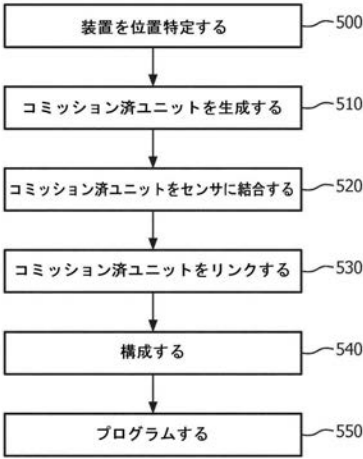 装置を位置特定する 500
コミッション済ユニットを生成する 510
コミッション済ユニットをセンサに結合する 520
コミッション済ユニットをリンクする 530
構成する 540
プログラムする 550